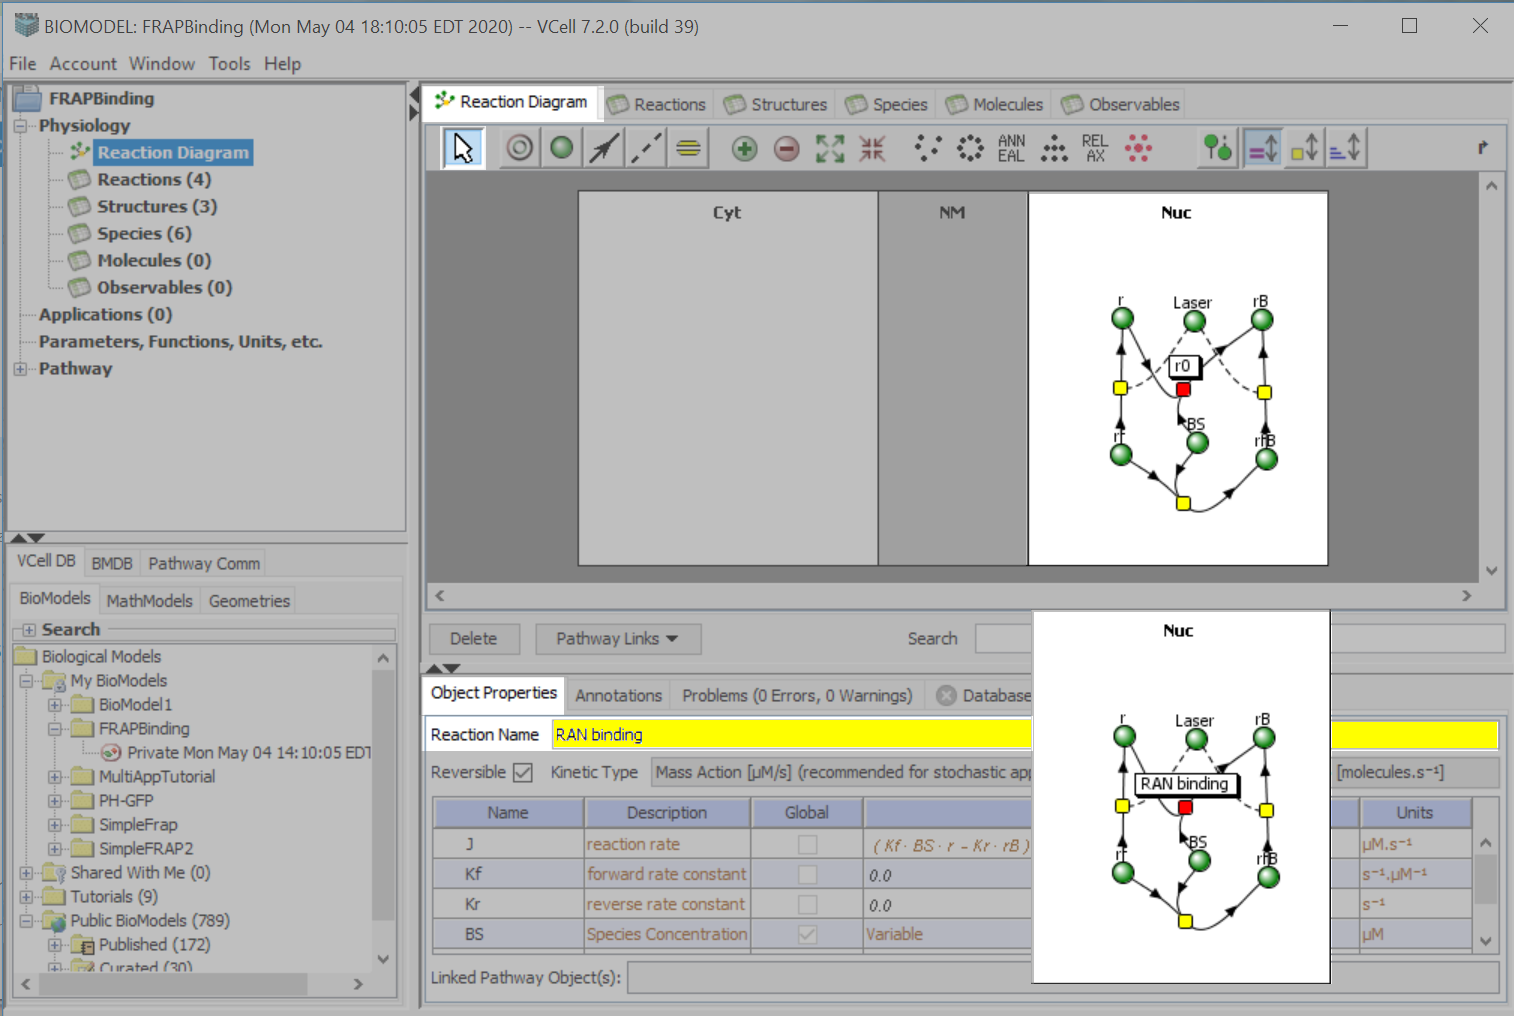 BIOMODEL: FRAPBinding (Mon May 04 18:10:05 EDT 2020) -- VCell 7.2.0 (build 39)
File Account Window Tools Help
FRAPBinding
Physiology
Reaction Diagram
Reactions (4)
Structures (3)
Species (6)
Molecules (0)
Observables (0)
Applications (0)
Parameters, Functions, Units, etc.
Pathway
VCell DB BMDB Pathway Comm
BioModels MathModels Geometries
Search
Biological Models
My BioModels
BioModel1
FRAPBinding
Private Mon May 04 14:10:05 EDT
MultiAppTutorial
PH-GFP
SimpleFrap
SimpleFRAP2
Shared With Me (0)
Tutorials (9)
Public BioModels (789)
Published (172)
Curated (30)
Reaction Diagram Reactions Structures Species Molecules Observables
ANN EAL
REL AX
Cyt NM Nuc
r Laser rB
r0
BS
rf rfB
Delete Pathway Links Search
Object Properties Annotations Problems (0 Errors, 0 Warnings) Database
Reaction Name RAN binding
Reversible Kinetic Type Mass Action [µM/s] (recommended for stochastic app [molecules.s⁻¹]
Name Description Global Units
J reaction rate ( Kf · BS · r - Kr · rB ) µM.s⁻¹
Kf forward rate constant 0.0 s⁻¹.µM⁻¹
Kr reverse rate constant 0.0 s⁻¹
BS Species Concentration Variable µM
Linked Pathway Object(s):
Nuc
r Laser rB
RAN binding
BS
rf rfB